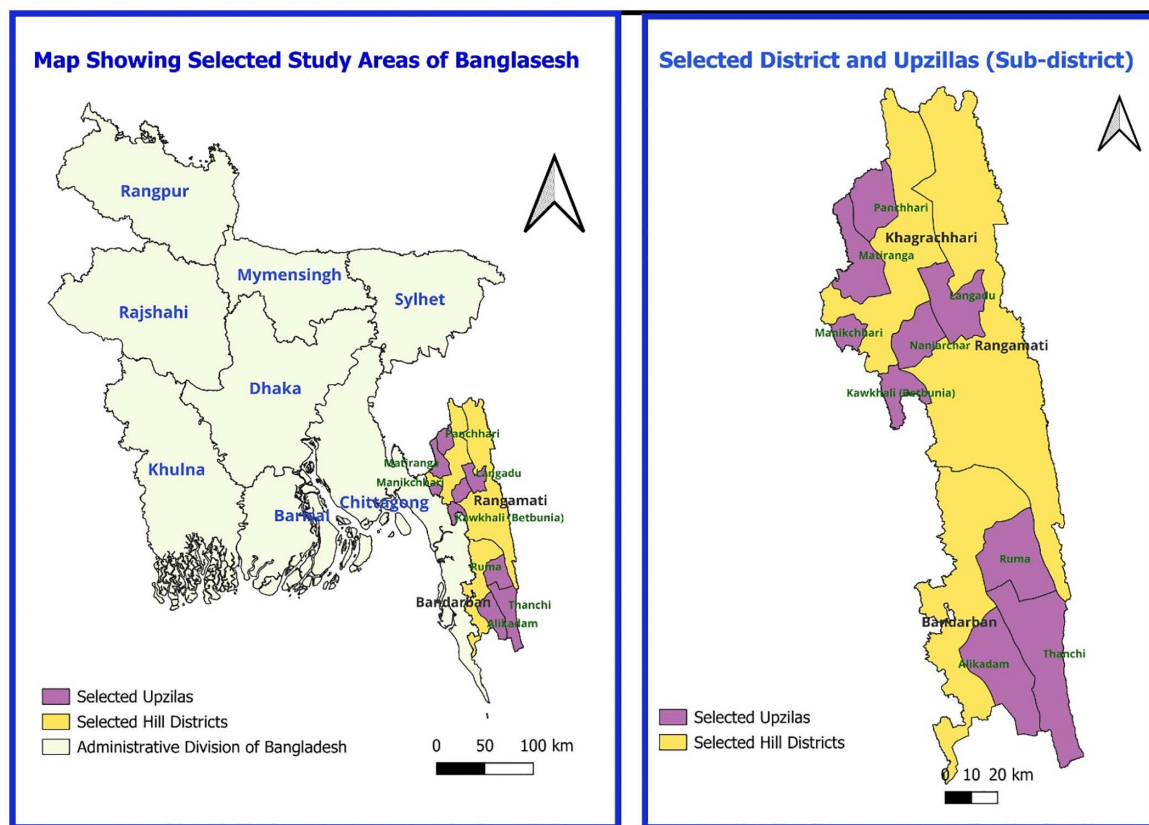 Map Showing Selected Study Areas of Banglasesh
Rangpur
Mymensingh
Sylhet
Rajshahi
Dhaka
Khulna
Barisal
Chittagong
Panchhari
Matiranga
Langadu
Manikchhari
Rangamati
Kawkhali (Betbunia)
Ruma
Bandarban
Thanchi
Alikadam
Selected Upzilas
Selected Hill Districts
Administrative Division of Bangladesh
0 50 100 km
Selected District and Upzillas (Sub-district)
Panchhari
Khagrachhari
Matiranga
Langadu
Manikchhari
Naniarchar
Rangamati
Kawkhali (Betbunia)
Ruma
Bandarban
Alikadam
Thanchi
Selected Upzilas
Selected Hill Districts
0 10 20 km